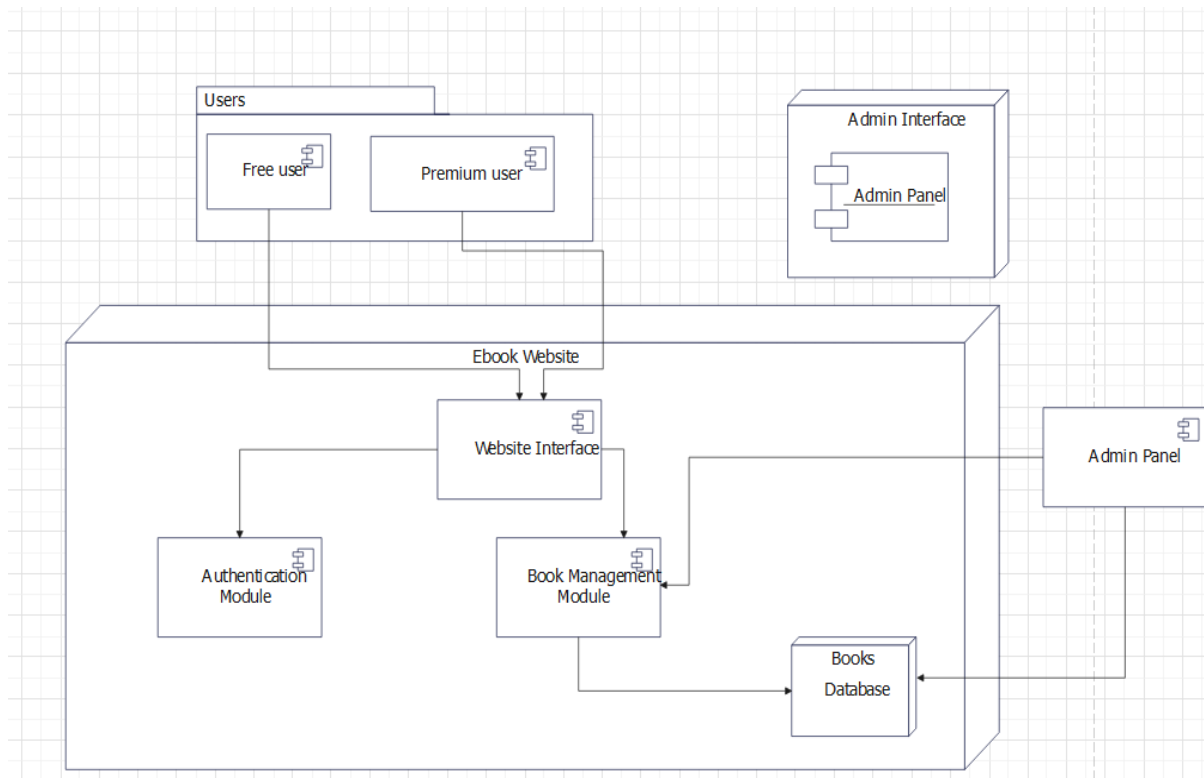 Users
Free user
Premium user
Admin Interface
Admin Panel
Ebook Website
Website Interface
Admin Panel
Authentication
Module
Book Management
Module
Books
Database